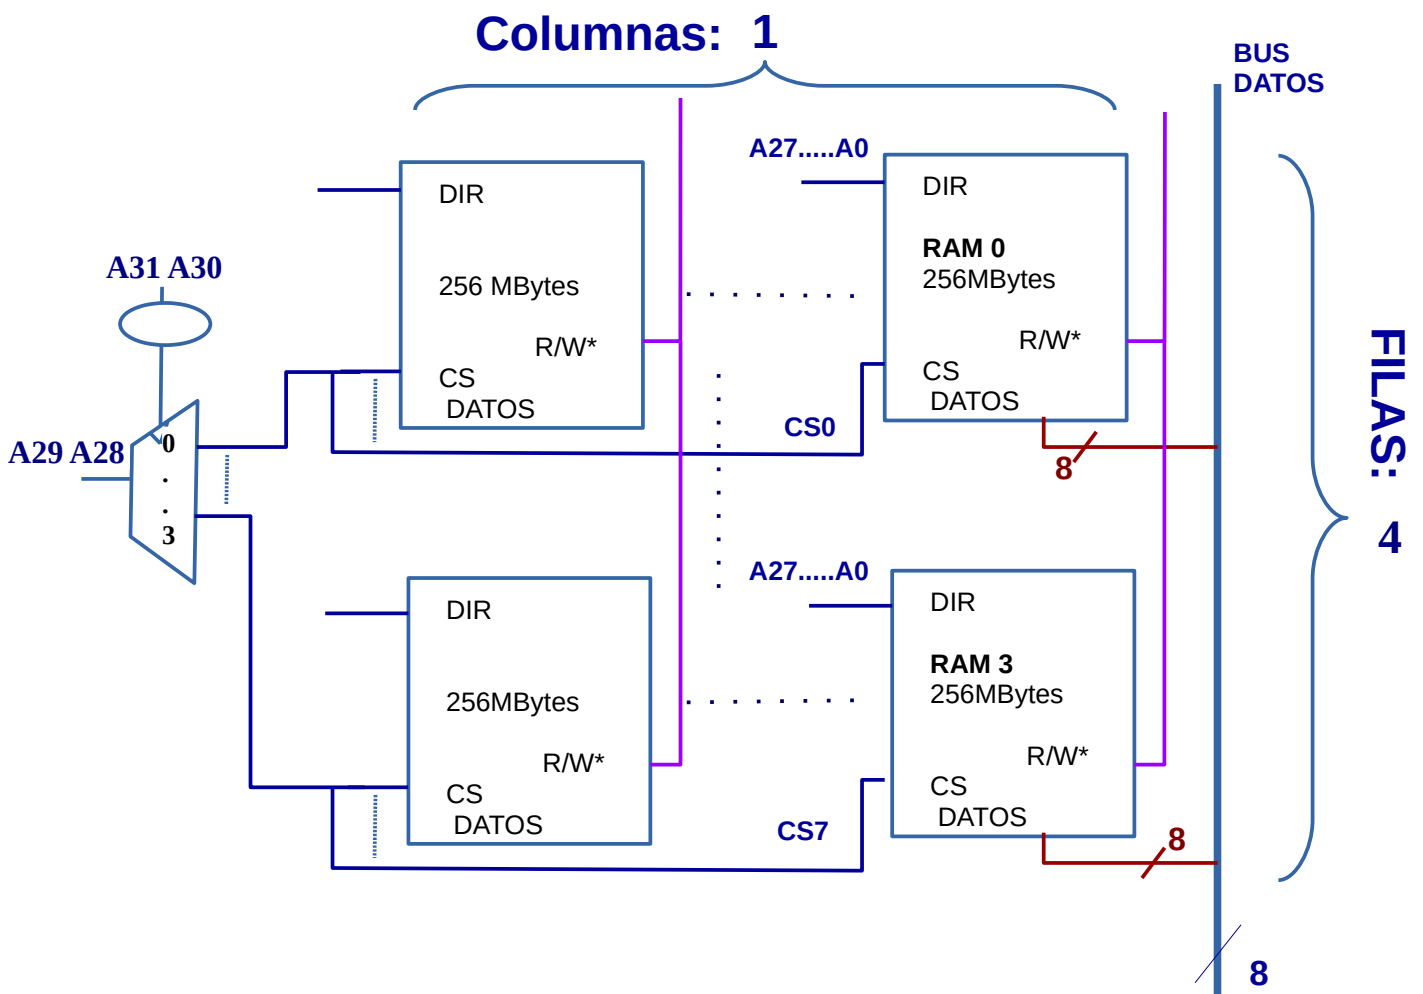 Columnas: 1
BUS
DATOS
A27.....A0
DIR
256 MBytes
R/W*
CS
DATOS
DIR
RAM 0
256MBytes
R/W*
CS
DATOS
A31 A30
A29 A28
0
.
.
3
CS0
8
FILAS: 4
A27.....A0
DIR
256MBytes
R/W*
CS
DATOS
DIR
RAM 3
256MBytes
R/W*
CS
DATOS
CS7
8
8